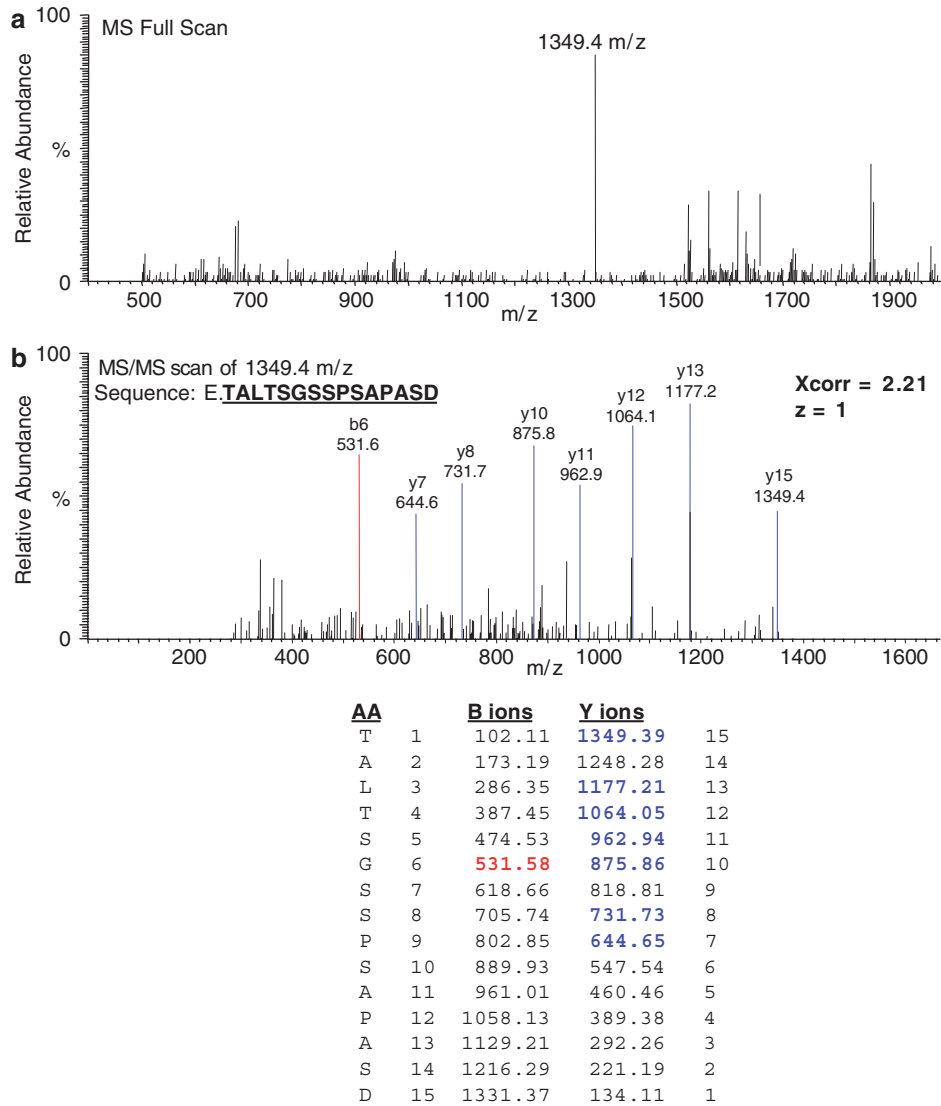 a
MS Full Scan
1349.4 m/z
100
Relative Abundance
%
0
500 700 900 1100 1300 1500 1700 1900
m/z
b
MS/MS scan of 1349.4 m/z
Sequence: E.TALTSGSSPSAPASD
Xcorr = 2.21
z = 1
100
Relative Abundance
%
0
b6
531.6
y7
644.6
y8
731.7
y10
875.8
y11
962.9
y12
1064.1
y13
1177.2
y15
1349.4
200 400 600 800 1000 1200 1400 1600
m/z
AA B ions Y ions
T 1 102.11 1349.39 15
A 2 173.19 1248.28 14
L 3 286.35 1177.21 13
T 4 387.45 1064.05 12
S 5 474.53 962.94 11
G 6 531.58 875.86 10
S 7 618.66 818.81 9
S 8 705.74 731.73 8
P 9 802.85 644.65 7
S 10 889.93 547.54 6
A 11 961.01 460.46 5
P 12 1058.13 389.38 4
A 13 1129.21 292.26 3
S 14 1216.29 221.19 2
D 15 1331.37 134.11 1